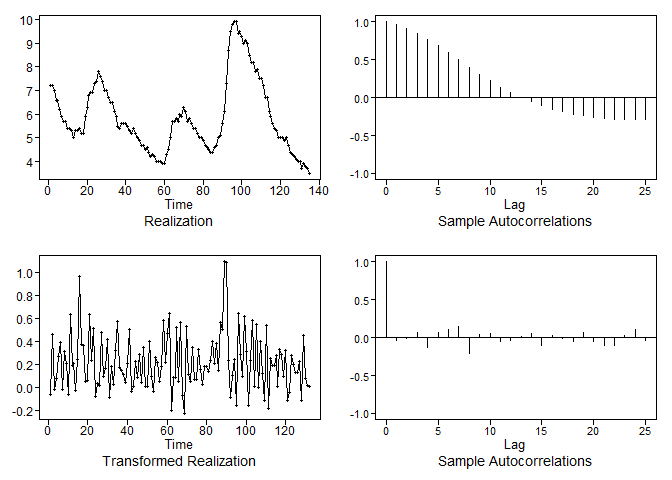 10
9
8
7
6
5
4
0 20 40 60 80 100 120 140
Time
Realization
1.0
0.5
0.0
-0.5
-1.0
0 5 10 15 20 25
Lag
Sample Autocorrelations
1.0
0.8
0.6
0.4
0.2
0.0
-0.2
0 20 40 60 80 100 120
Time
Transformed Realization
1.0
0.5
0.0
-0.5
-1.0
0 5 10 15 20 25
Lag
Sample Autocorrelations